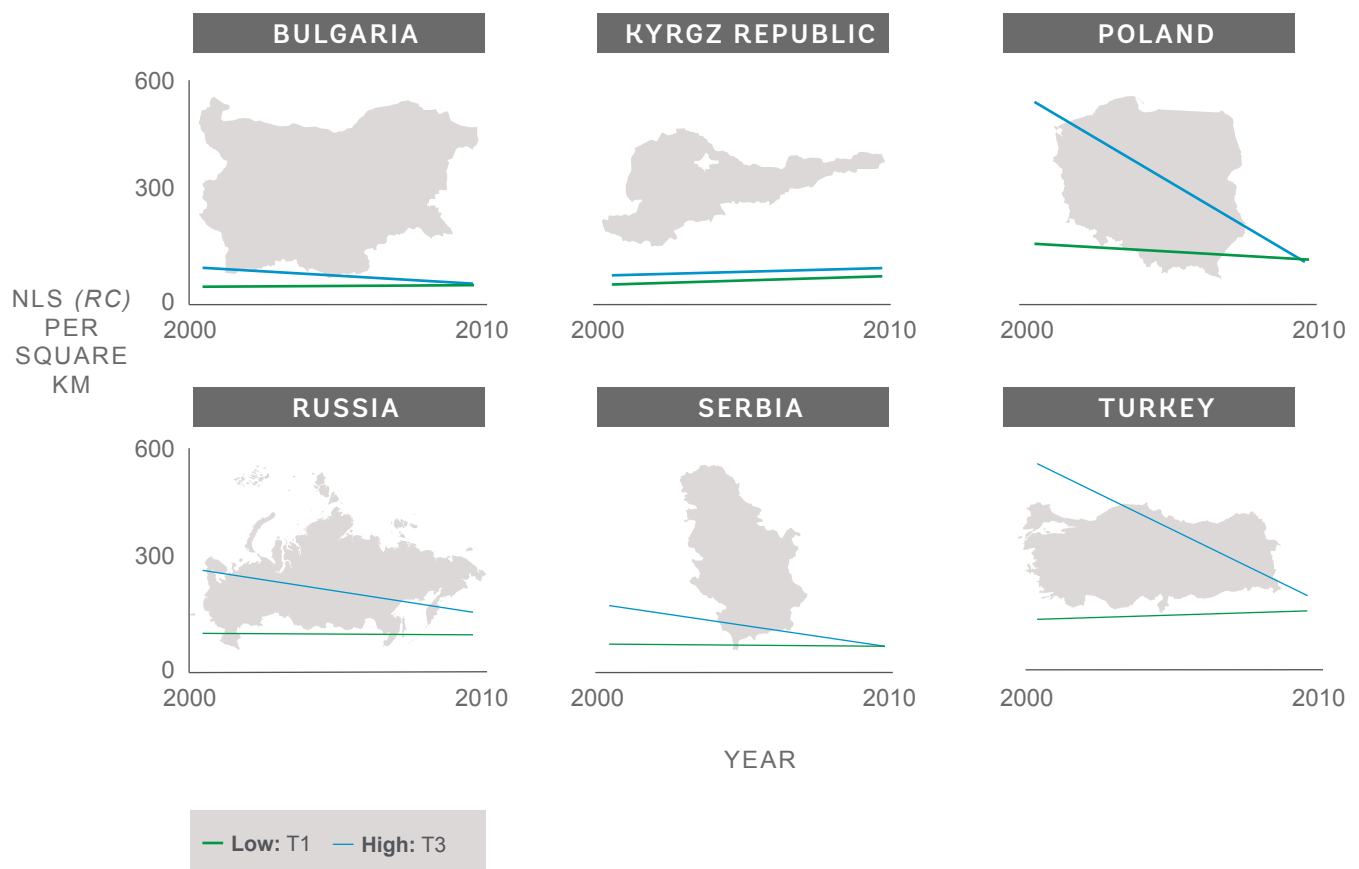 BULGARIA
KYRGZ REPUBLIC
POLAND
600
300
0
NLS (RC)
PER
SQUARE
KM
2000 2010
2000 2010
2000 2010
RUSSIA
SERBIA
TURKEY
600
300
0
2000 2010
2000 2010
2000 2010
YEAR
Low: T1 High: T3